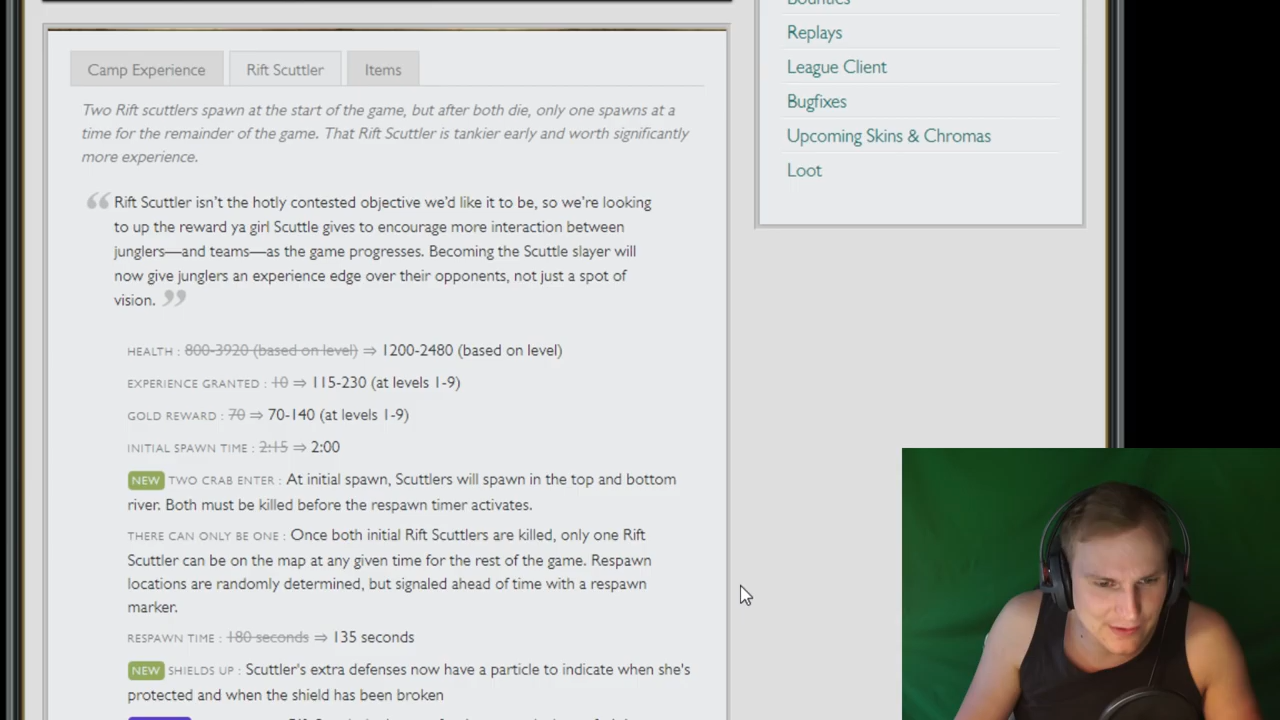 Bounties
Replays
League Client
Bugfixes
Upcoming Skins & Chromas
Loot
Camp Experience
Rift Scuttler
Items
Two Rift scuttlers spawn at the start of the game, but after both die, only one spawns at a
time for the remainder of the game. That Rift Scuttler is tankier early and worth significantly
more experience.
“ Rift Scuttler isn’t the hotly contested objective we’d like it to be, so we’re looking
to up the reward ya girl Scuttle gives to encourage more interaction between
junglers—and teams—as the game progresses. Becoming the Scuttle slayer will
now give junglers an experience edge over their opponents, not just a spot of
vision. ”
HEALTH : 800-3920 (based on level) ⇒ 1200-2480 (based on level)
EXPERIENCE GRANTED : 10 ⇒ 115-230 (at levels 1-9)
GOLD REWARD : 70 ⇒ 70-140 (at levels 1-9)
INITIAL SPAWN TIME : 2:15 ⇒ 2:00
NEW TWO CRAB ENTER : At initial spawn, Scuttlers will spawn in the top and bottom
river. Both must be killed before the respawn timer activates.
THERE CAN ONLY BE ONE : Once both initial Rift Scuttlers are killed, only one Rift
Scuttler can be on the map at any given time for the rest of the game. Respawn
locations are randomly determined, but signaled ahead of time with a respawn
marker.
RESPAWN TIME : 180 seconds ⇒ 135 seconds
NEW SHIELDS UP : Scuttler's extra defenses now have a particle to indicate when she's
protected and when the shield has been broken